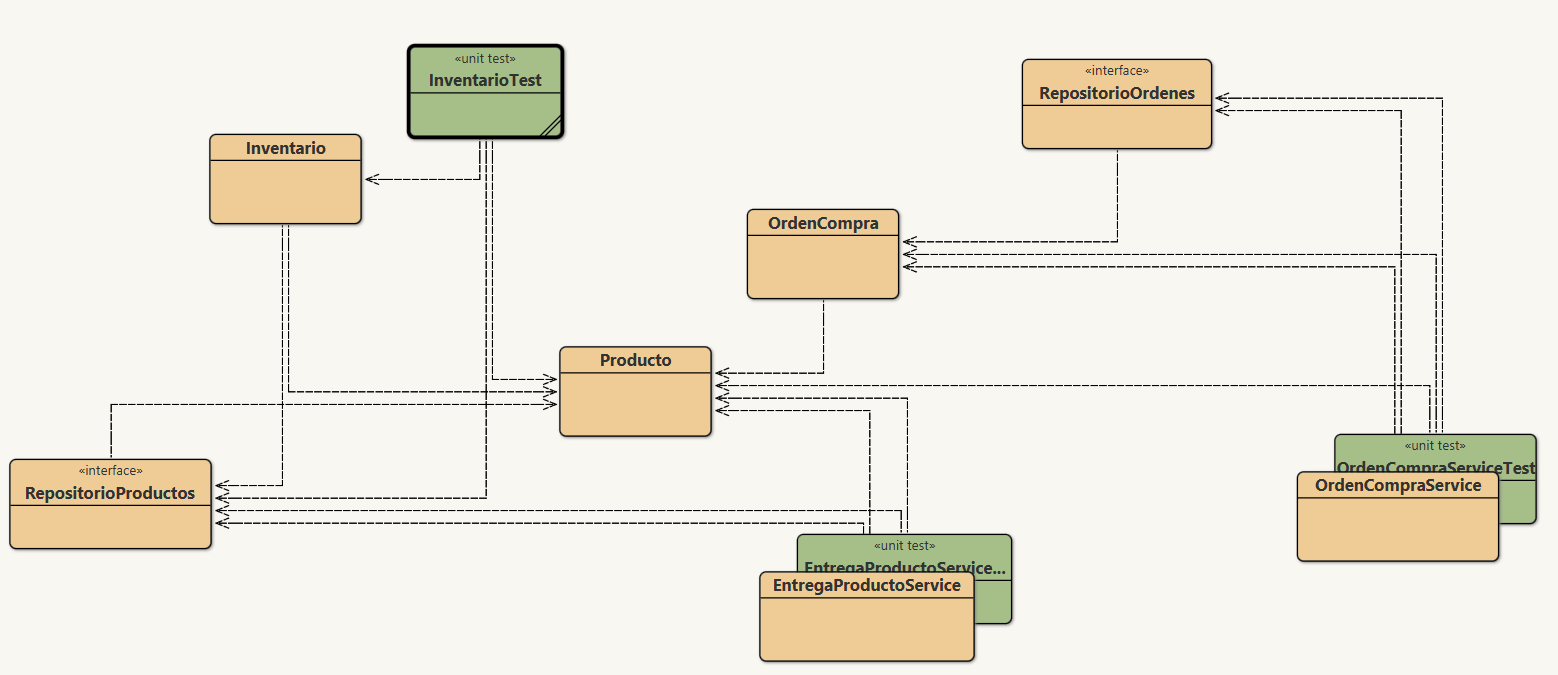 «unit test»
InventarioTest
«interface»
RepositorioOrdenes
Inventario
OrdenCompra
Producto
«interface»
RepositorioProductos
«unit test»
OrdenCompraServiceTest
OrdenCompraService
«unit test»
EntregaProductoService...
EntregaProductoService